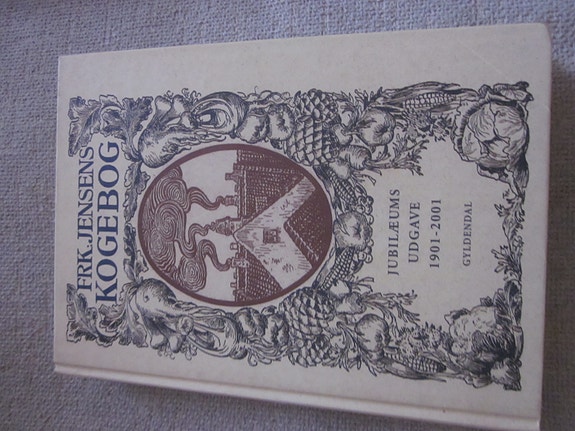 FRK. JENSENS
KOGEBOG
JUBILÆUMS
UDGAVE
1901-2001
GYLDENDAL